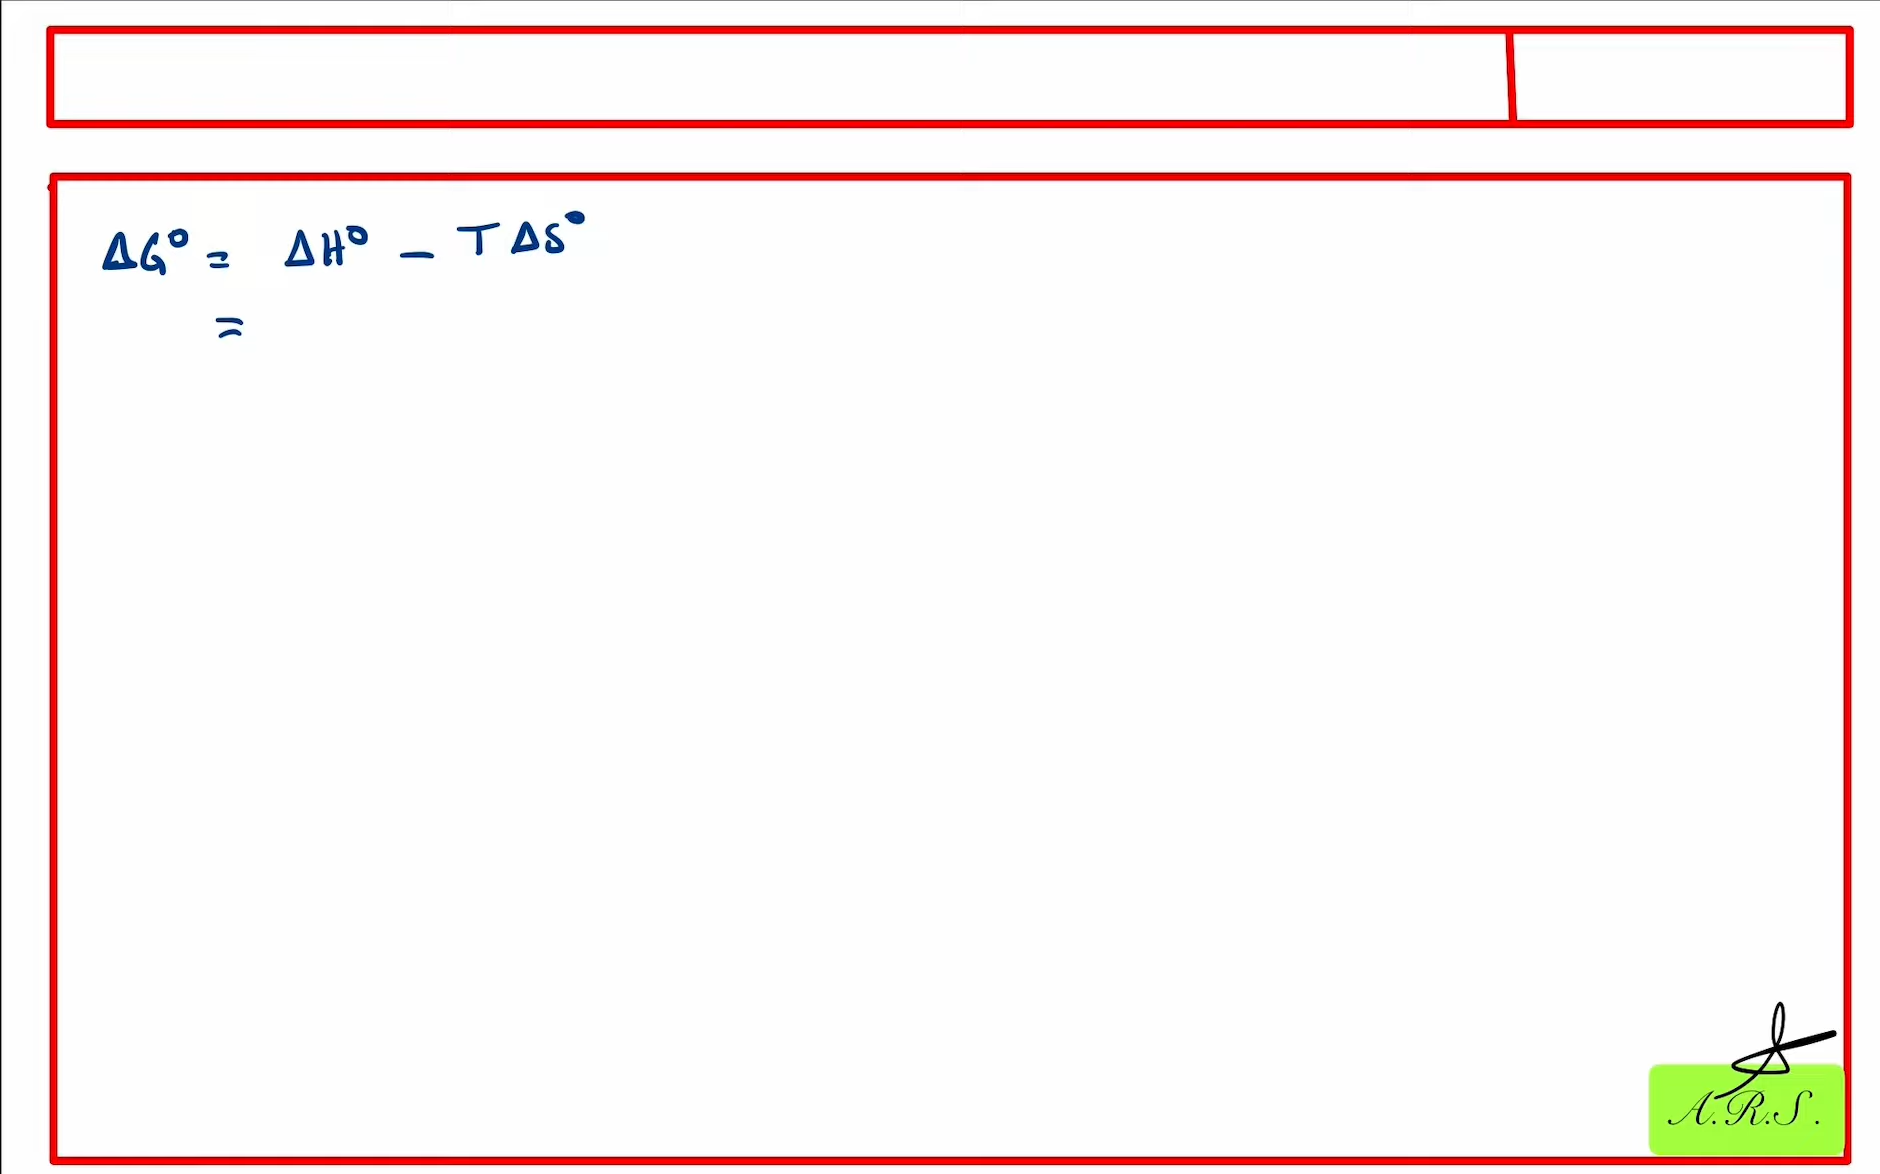 ΔG° = ΔH° - TΔS°
=
A.R.S.